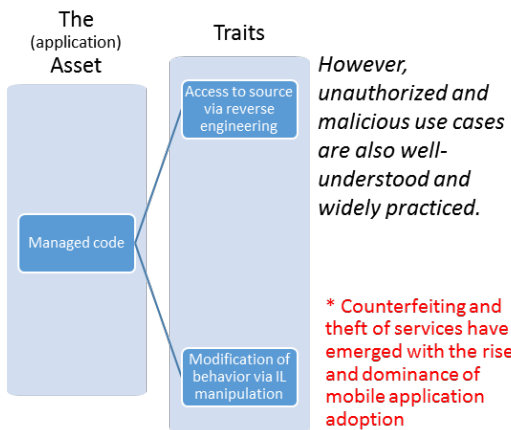 The
(application)
Asset
Traits
Access to source
via reverse
engineering
Managed code
Modification of
behavior via IL
manipulation
However,
unauthorized and
malicious use cases
are also well-
understood and
widely practiced.
* Counterfeiting and
theft of services have
emerged with the rise
and dominance of
mobile application
adoption